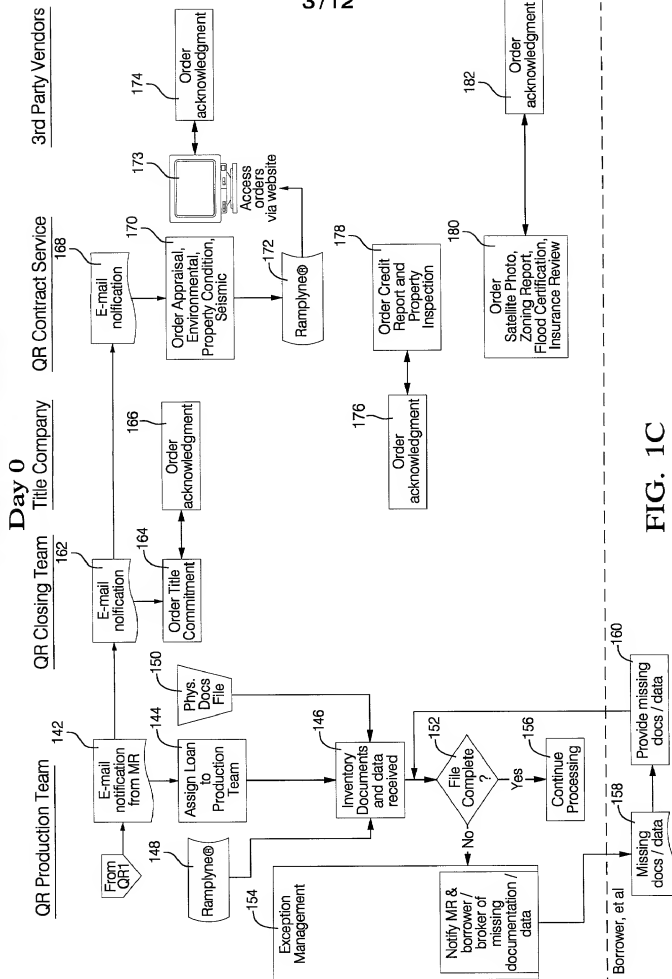 3/12
Day 0
QR Production Team
QR Closing Team
Title Company
QR Contract Service
3rd Party Vendors
From
QR1
142
E-mail
notification
from MR
162
E-mail
nolfication
168
E-mail
nolification
144
Assign Loan
to
Production
Team
148
Ramplyne®
150
Phys.
Docs
File
146
Inventory
Documents
and data
received
152
File
Complete
?
Yes
No
156
Continue
Processing
154
Exception
Management
Notify MR &
borrower /
broker of
missing
documentation /
data
164
Order Title
Commitment
166
Order
acknowledgment
170
Order Appraisal,
Environmental,
Property Condition,
Seismic
172
Ramplyne®
173
Access
orders
via website
174
Order
acknowledgment
176
Order
acknowledgment
178
Order Credit
Report and
Property
Inspection
180
Order
Satellite Photo,
Zoning Report,
Flood Certification,
Insurance Review
182
Order
acknowledgment
Borrower, et al
158
Missing
docs / data
160
Provide missing
docs / data
FIG. 1C